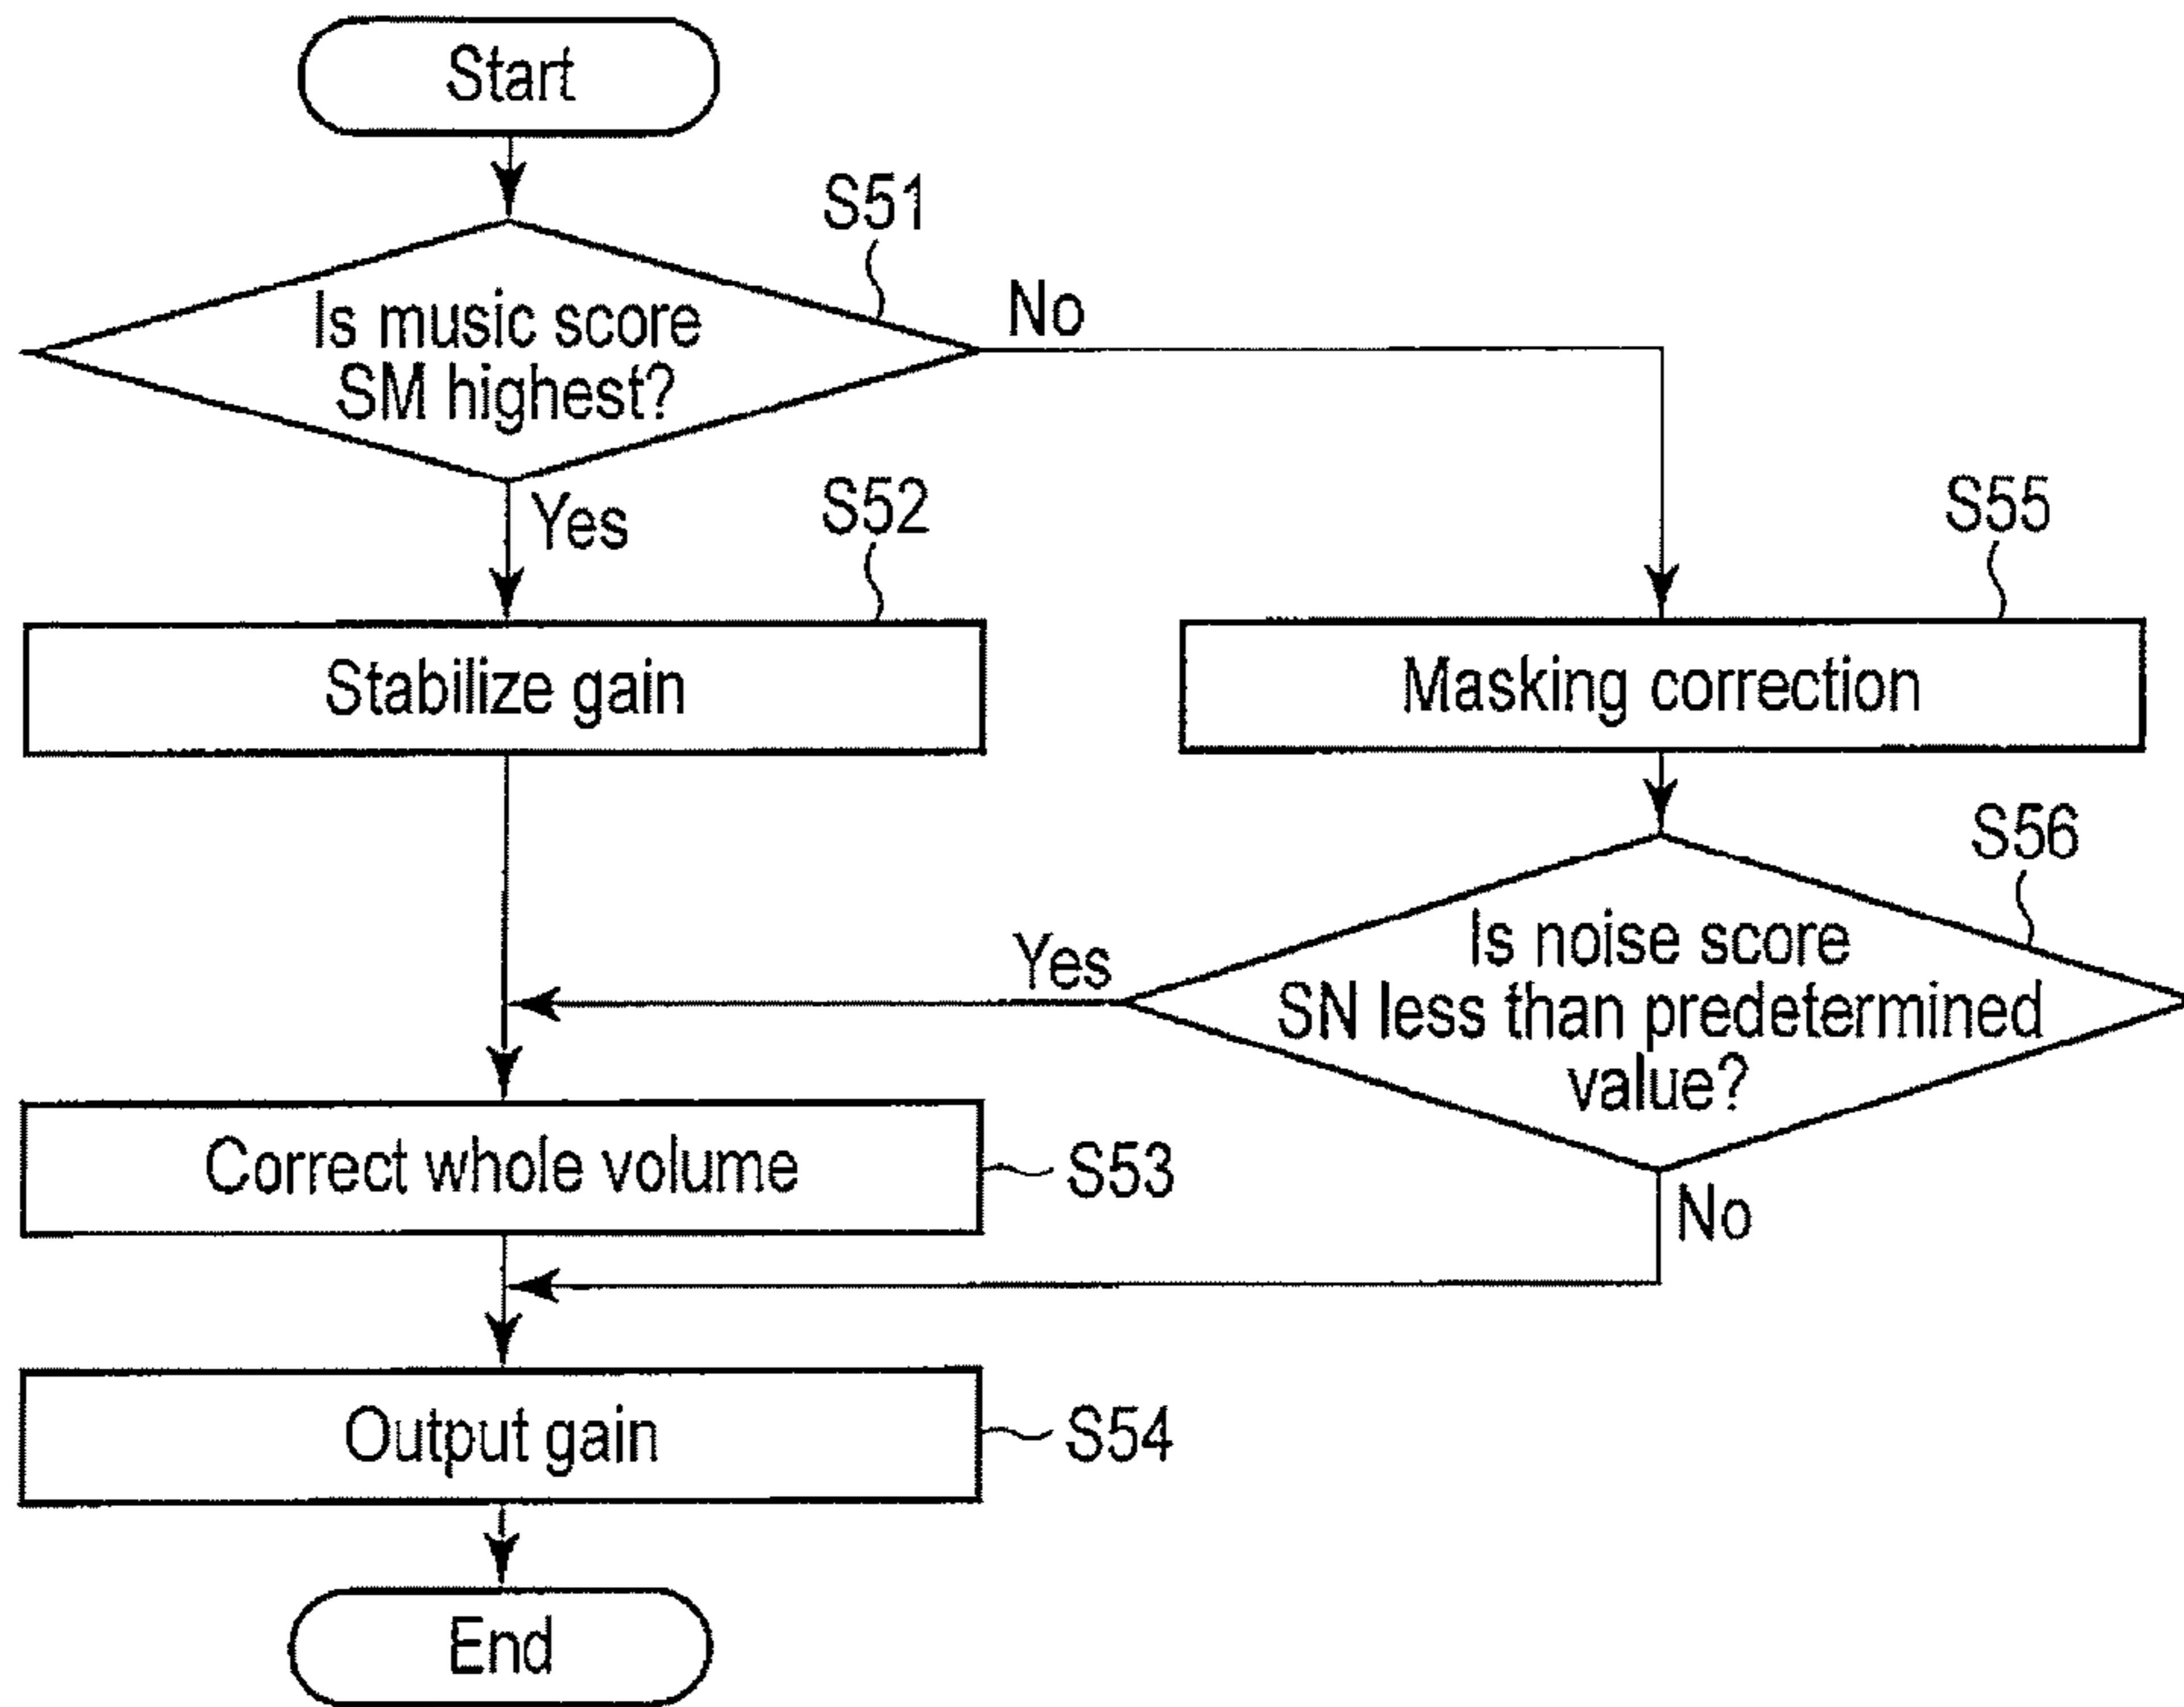 Start
S51
Is music score
SM highest?
No
Yes
S52
Stabilize gain
S55
Masking correction
S56
Is noise score
SN less than predetermined
value?
Yes
No
Correct whole volume
S53
Output gain
S54
End